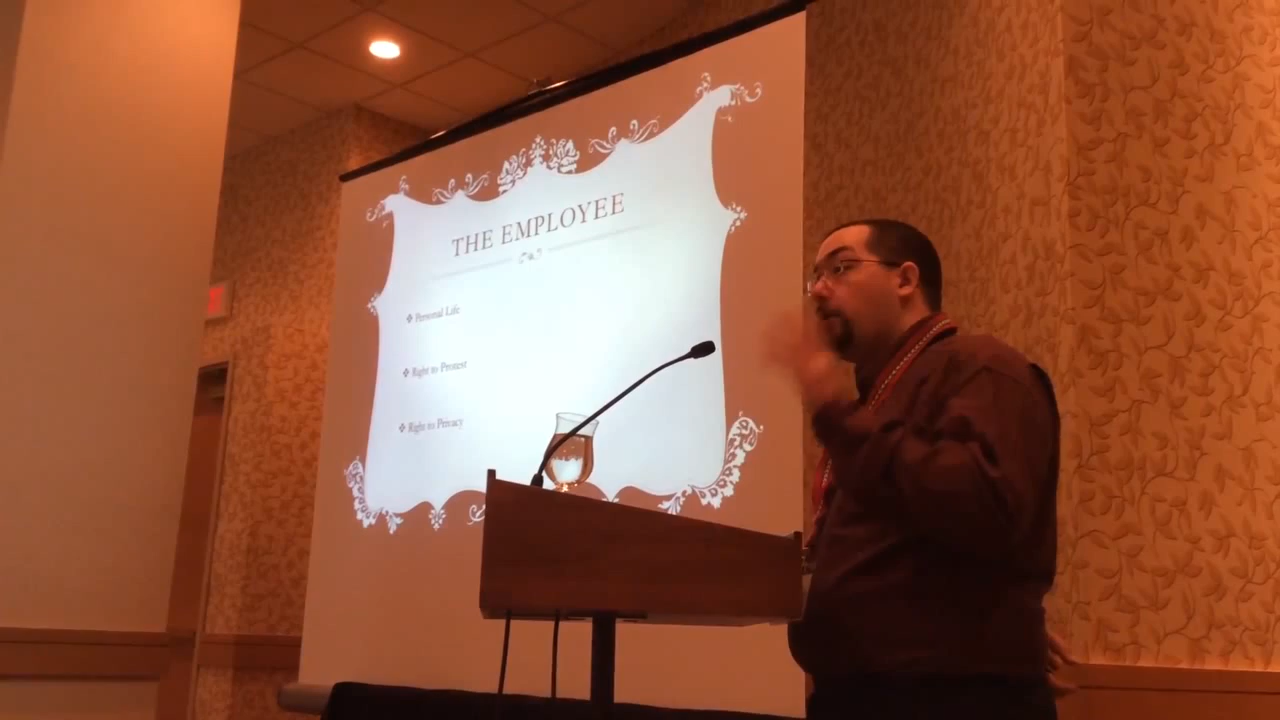 THE EMPLOYEE
❖ Personal Life
❖ Right to Protest
❖ Right to Privacy